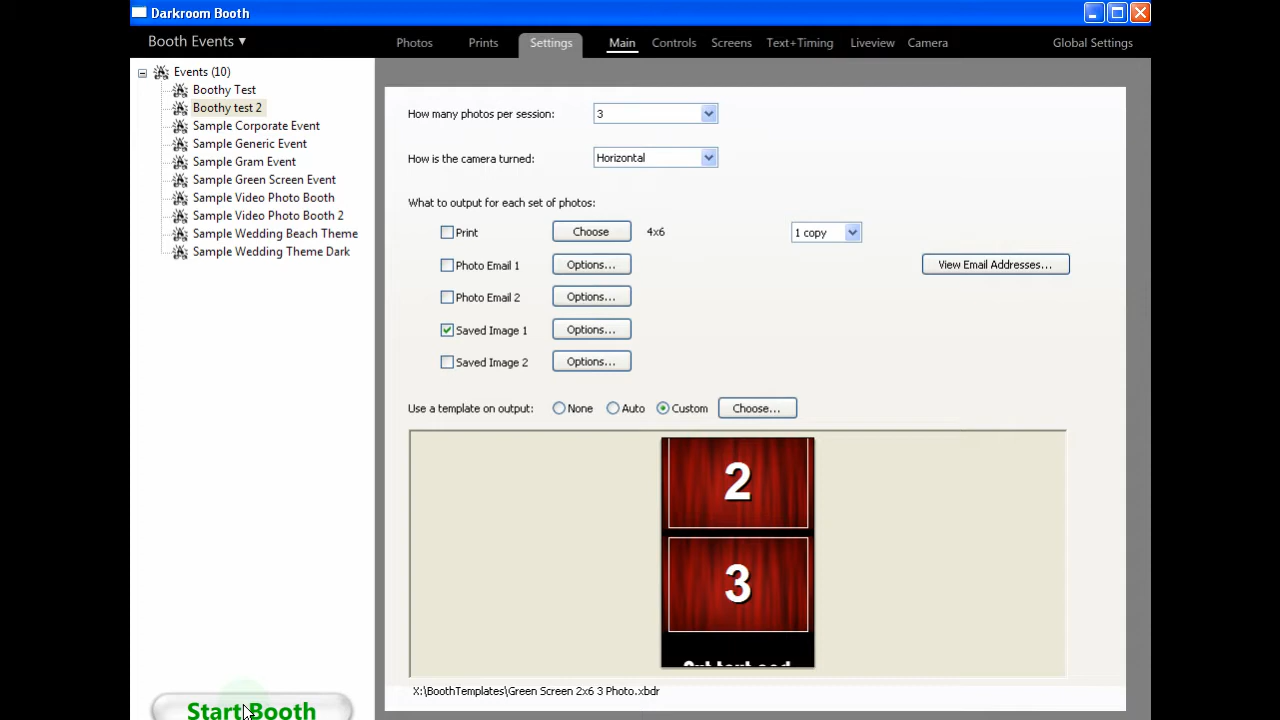 Darkroom Booth
Booth Events ▾
Photos Prints Settings Main Controls Screens Text+Timing Liveview Camera Global Settings
Events (10)
Boothy Test
Boothy test 2
Sample Corporate Event
Sample Generic Event
Sample Gram Event
Sample Green Screen Event
Sample Video Photo Booth
Sample Video Photo Booth 2
Sample Wedding Beach Theme
Sample Wedding Theme Dark
How many photos per session: 3
How is the camera turned: Horizontal
What to output for each set of photos:
Print Choose 4x6 1 copy
Photo Email 1 Options... View Email Addresses...
Photo Email 2 Options...
Saved Image 1 Options...
Saved Image 2 Options...
Use a template on output: None Auto Custom Choose...
2
3
X:\BoothTemplates\Green Screen 2x6 3 Photo.xbdr
Start Booth